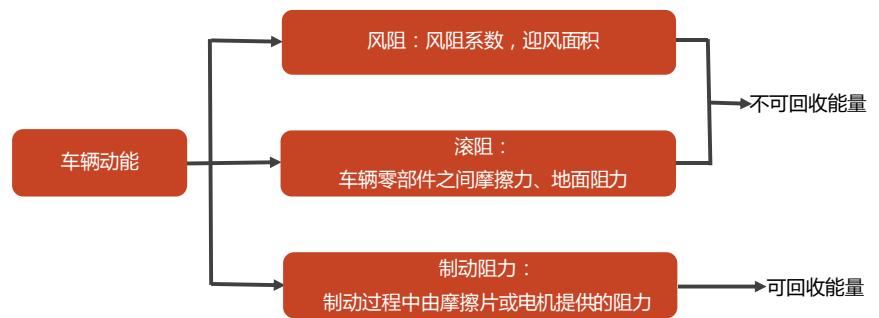 风阻：风阻系数，迎风面积
不可回收能量
车辆动能
滚阻：
车辆零部件之间摩擦力、地面阻力
制动阻力：
制动过程中由摩擦片或电机提供的阻力
可回收能量